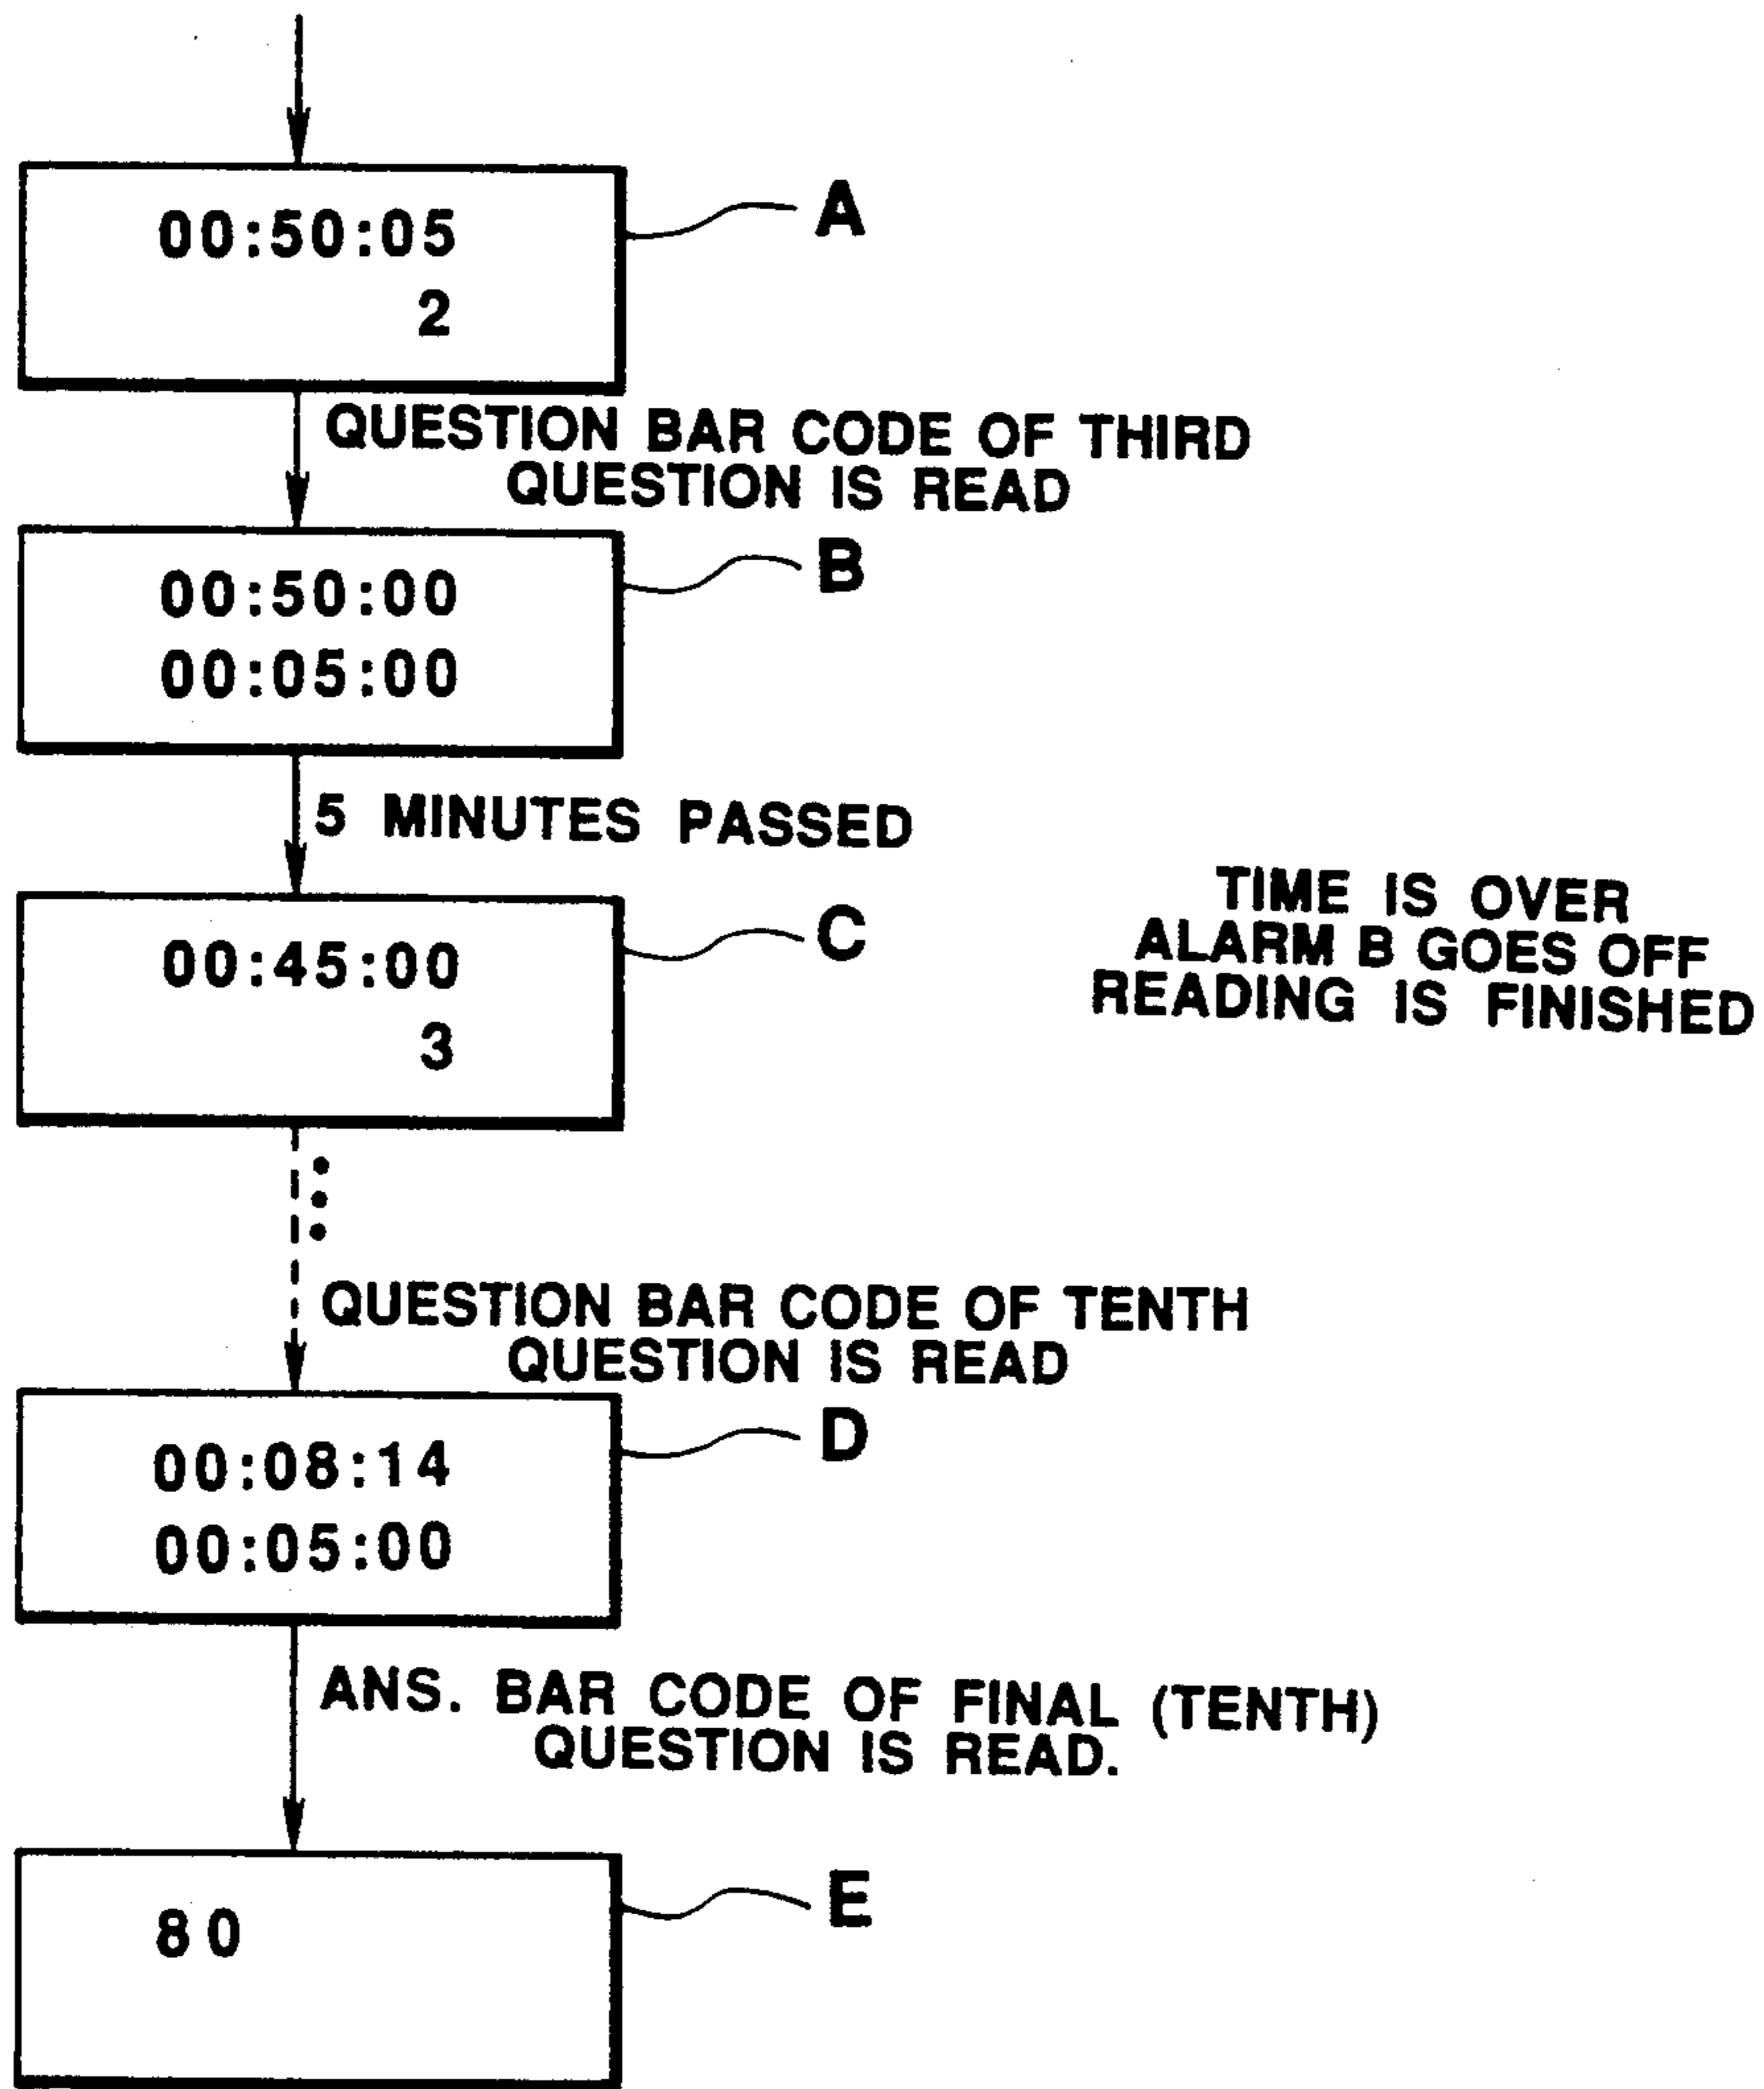 00:50:05
A
2
QUESTION BAR CODE OF THIRD
QUESTION IS READ
B
00:50:00
00:05:00
5 MINUTES PASSED
C
00:45:00
3
TIME IS OVER
ALARM B GOES OFF
READING IS FINISHED
QUESTION BAR CODE OF TENTH
QUESTION IS READ
D
00:08:14
00:05:00
ANS. BAR CODE OF FINAL (TENTH)
QUESTION IS READ.
E
80